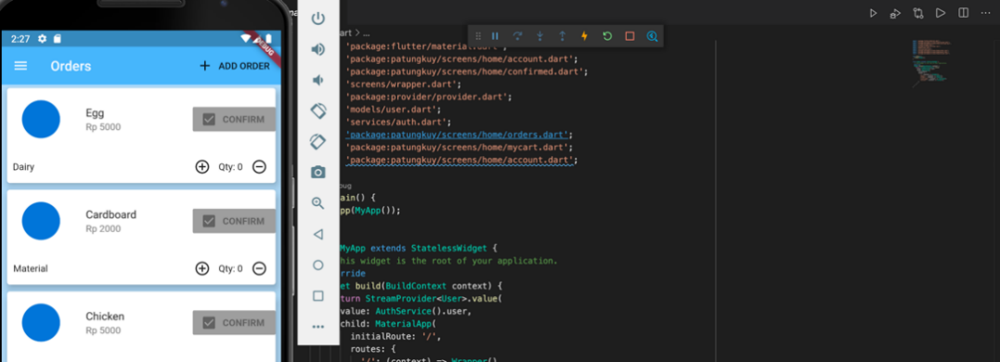 2:27
DEBUG
Orders
+ ADD ORDER
Egg
Rp 5000
CONFIRM
Dairy
Qty: 0
Cardboard
Rp 2000
CONFIRM
Material
Qty: 0
Chicken
Rp 5000
CONFIRM
art > ...
'package:flutter/material.dart';
'package:patungkuy/screens/home/account.dart';
'package:patungkuy/screens/home/confirmed.dart';
'screens/wrapper.dart';
'package:provider/provider.dart';
'models/user.dart';
'services/auth.dart';
'package:patungkuy/screens/home/orders.dart';
'package:patungkuy/screens/home/mycart.dart';
'package:patungkuy/screens/home/account.dart';
bug
ain() {
pp(MyApp());
MyApp extends StatelessWidget {
his widget is the root of your application.
rride
et build(BuildContext context) {
turn StreamProvider<User>.value(
value: AuthService().user,
child: MaterialApp(
initialRoute: '/',
routes: {
'/': (context) => Wrapper()